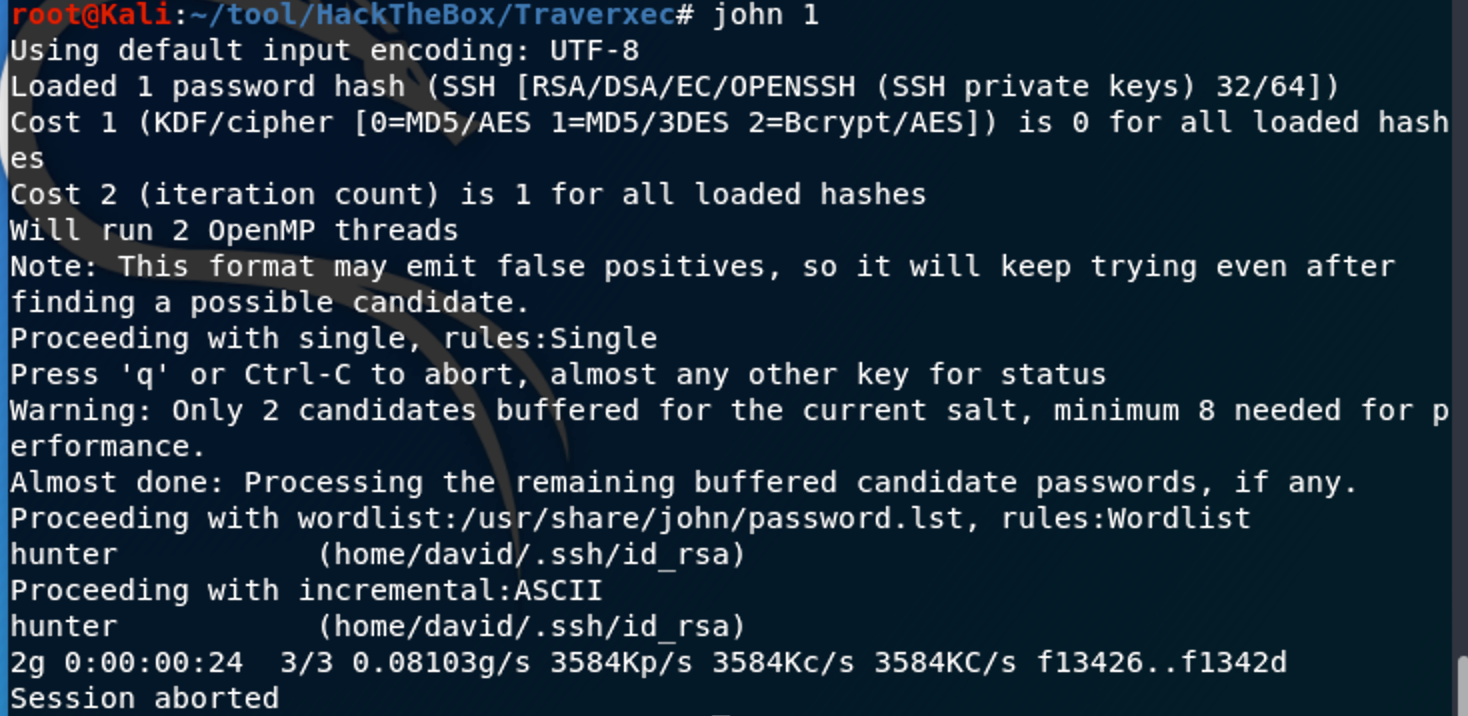 root@Kali:~/tool/HackTheBox/Traverxec# john 1
Using default input encoding: UTF-8
Loaded 1 password hash (SSH [RSA/DSA/EC/OPENSSH (SSH private keys) 32/64])
Cost 1 (KDF/cipher [0=MD5/AES 1=MD5/3DES 2=Bcrypt/AES]) is 0 for all loaded hash
es
Cost 2 (iteration count) is 1 for all loaded hashes
Will run 2 OpenMP threads
Note: This format may emit false positives, so it will keep trying even after
finding a possible candidate.
Proceeding with single, rules:Single
Press 'q' or Ctrl-C to abort, almost any other key for status
Warning: Only 2 candidates buffered for the current salt, minimum 8 needed for p
erformance.
Almost done: Processing the remaining buffered candidate passwords, if any.
Proceeding with wordlist:/usr/share/john/password.lst, rules:Wordlist
hunter           (home/david/.ssh/id_rsa)
Proceeding with incremental:ASCII
hunter           (home/david/.ssh/id_rsa)
2g 0:00:00:24  3/3 0.08103g/s 3584Kp/s 3584Kc/s 3584KC/s f13426..f1342d
Session aborted